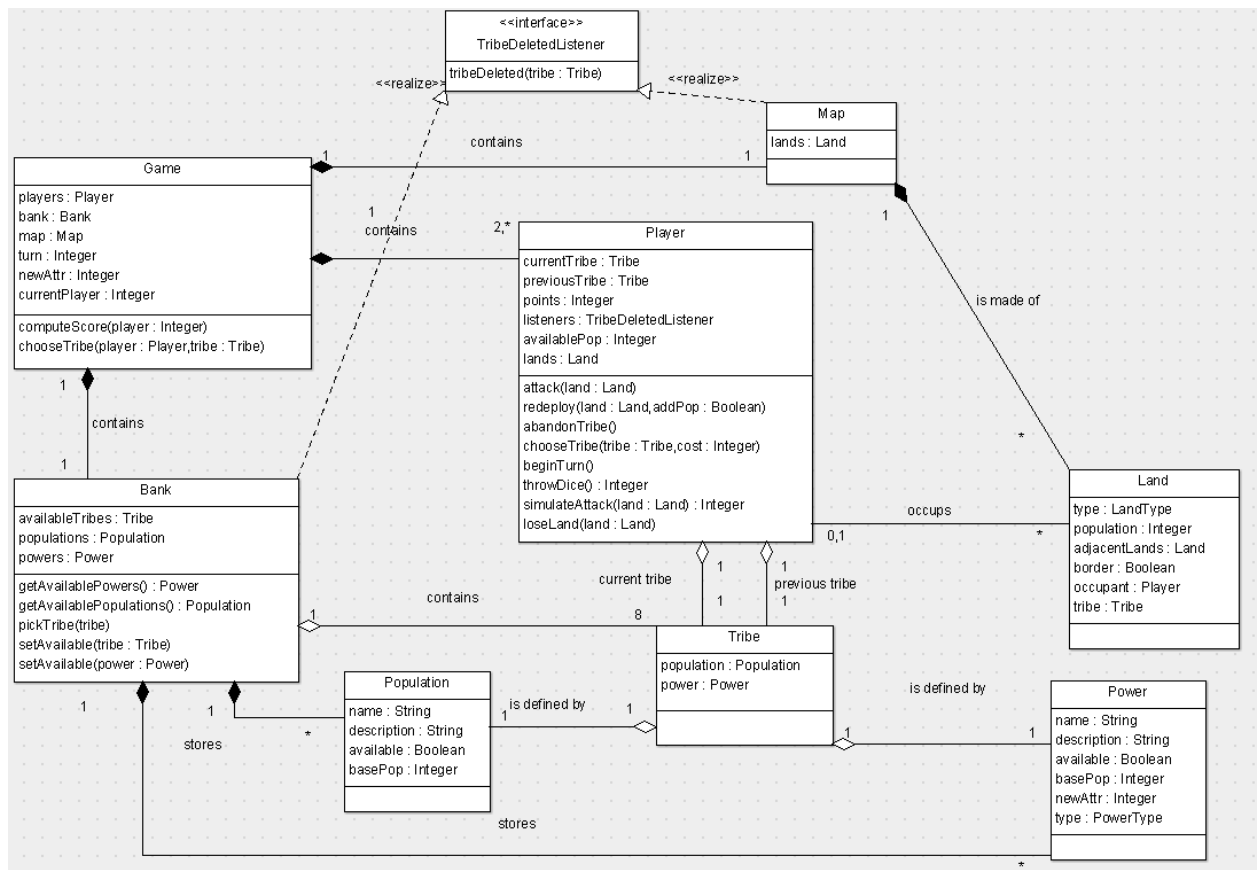 <<interface>>
TribeDeletedListener
tribeDeleted(tribe : Tribe)
<<realize>>
<<realize>>
Map
lands : Land
contains
1
1
Game
players : Player
bank : Bank
map : Map
turn : Integer
newAttr : Integer
currentPlayer : Integer
computeScore(player : Integer)
chooseTribe(player : Player,tribe : Tribe)
1
contains
2,*
Player
currentTribe : Tribe
previousTribe : Tribe
points : Integer
listeners : TribeDeletedListener
availablePop : Integer
lands : Land
attack(land : Land)
redeploy(land : Land,addPop : Boolean)
abandonTribe()
chooseTribe(tribe : Tribe,cost : Integer)
beginTurn()
throwDice() : Integer
simulateAttack(land : Land) : Integer
loseLand(land : Land)
1
is made of
*
1
contains
1
Bank
availableTribes : Tribe
populations : Population
powers : Power
getAvailablePowers() : Power
getAvailablePopulations() : Population
pickTribe(tribe)
setAvailable(tribe : Tribe)
setAvailable(power : Power)
Land
type : LandType
population : Integer
adjacentLands : Land
border : Boolean
occupant : Player
tribe : Tribe
occups
0,1
*
current tribe
1
1
1
previous tribe
1
contains
1
8
Tribe
population : Population
power : Power
Population
name : String
description : String
available : Boolean
basePop : Integer
is defined by
1
1
is defined by
1
1
Power
name : String
description : String
available : Boolean
basePop : Integer
newAttr : Integer
type : PowerType
1
1
*
stores
stores
*